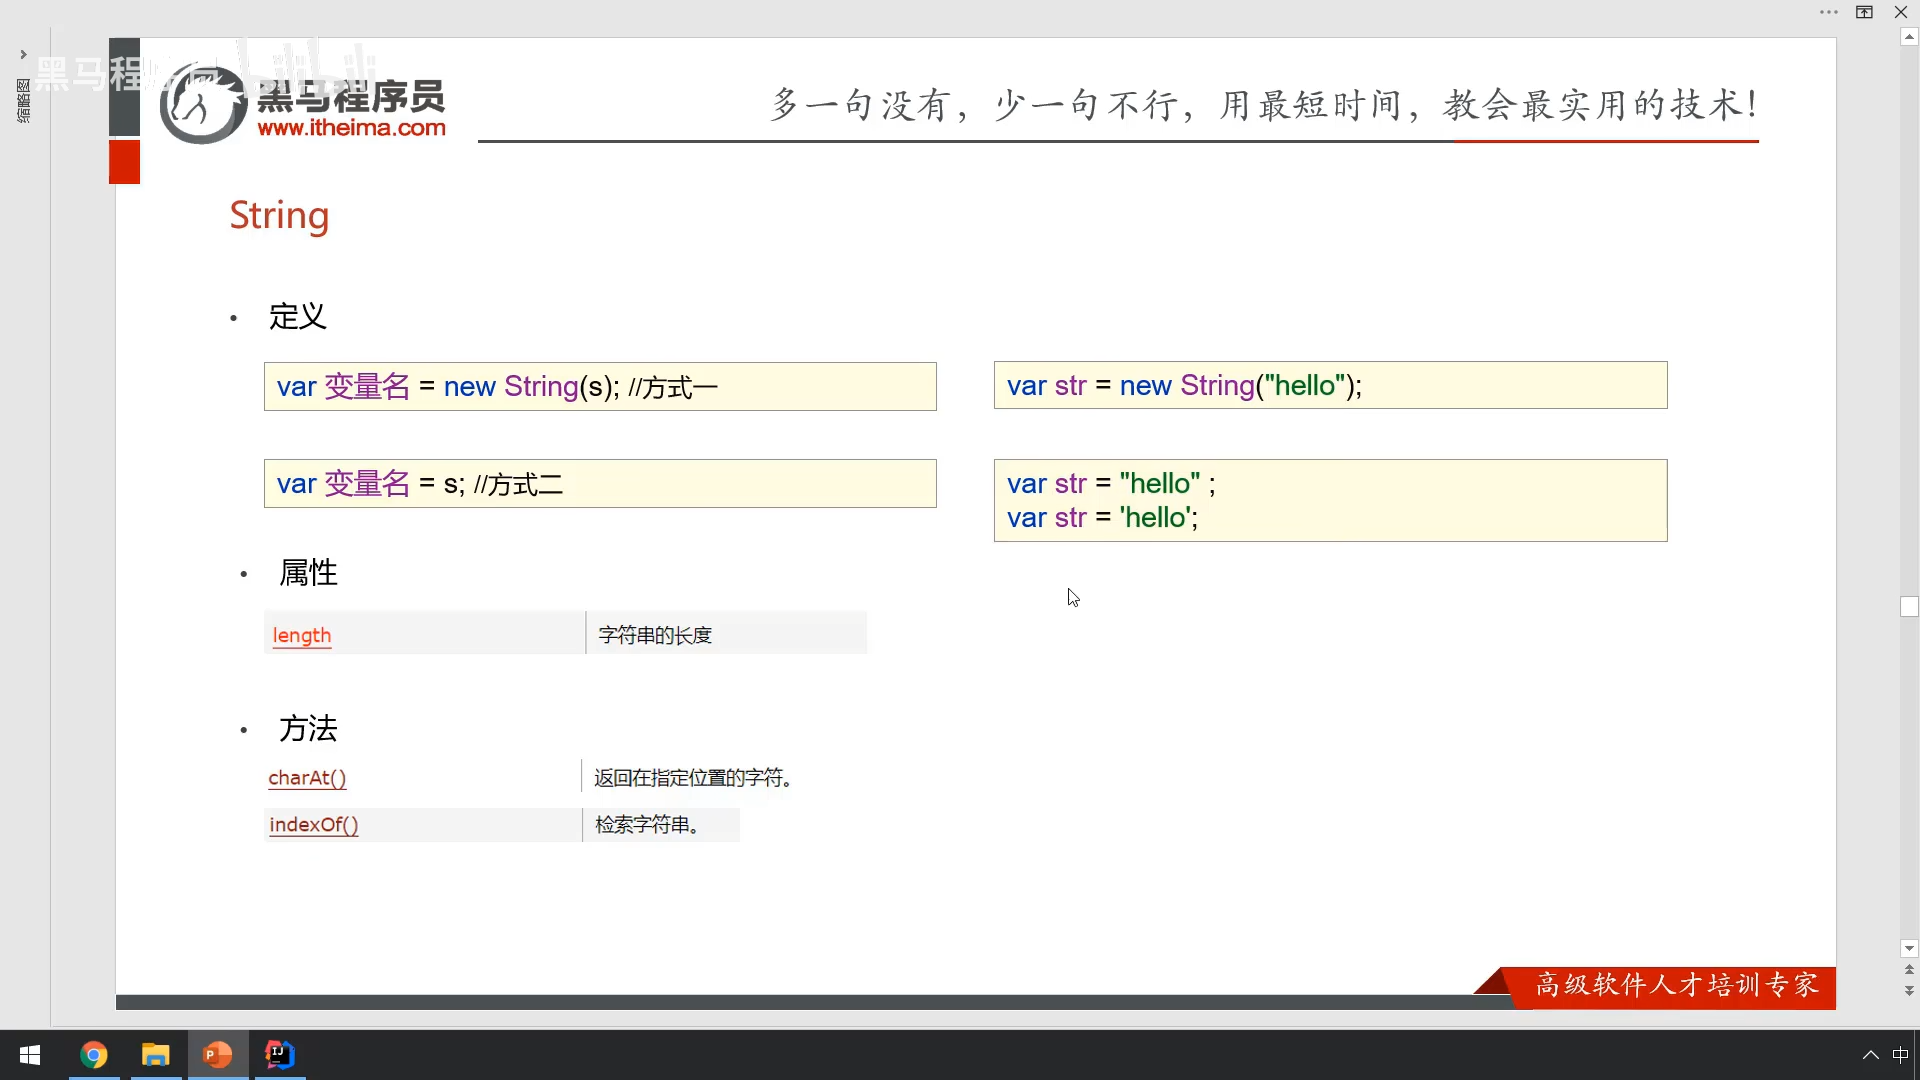 缩略图
黑马程序员 bilibili
黑马程序员
www.itheima.com
多一句没有，少一句不行，用最短时间，教会最实用的技术！
String
• 定义
var 变量名 = new String(s); //方式一
var str = new String("hello");
var 变量名 = s; //方式二
var str = "hello" ;
var str = 'hello';
• 属性
length 字符串的长度
• 方法
charAt() 返回在指定位置的字符。
indexOf() 检索字符串。
高级软件人才培训专家
中